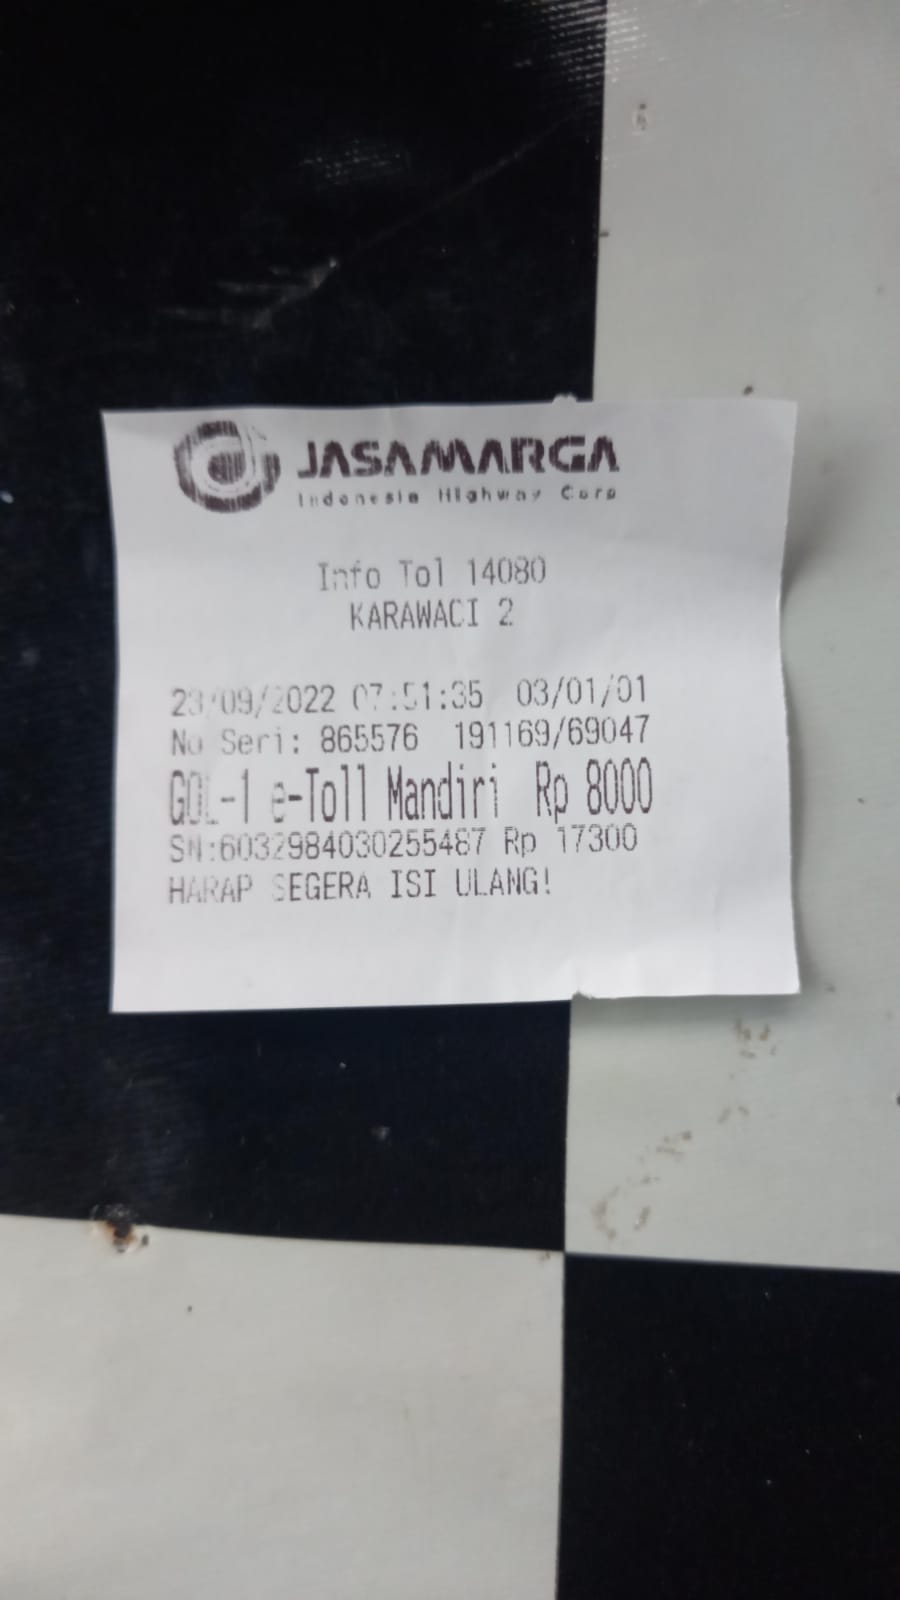 JASAMARGA
Indonesia Highway Corp
Info Tol 14080
KARAWACI 2
23/09/2022 07:51:35 03/01/01
No Seri: 865576 191169/69047
GOL-1 e-Toll Mandiri Rp 8000
SN:6032984030255487 Rp 17300
HARAP SEGERA ISI ULANG!